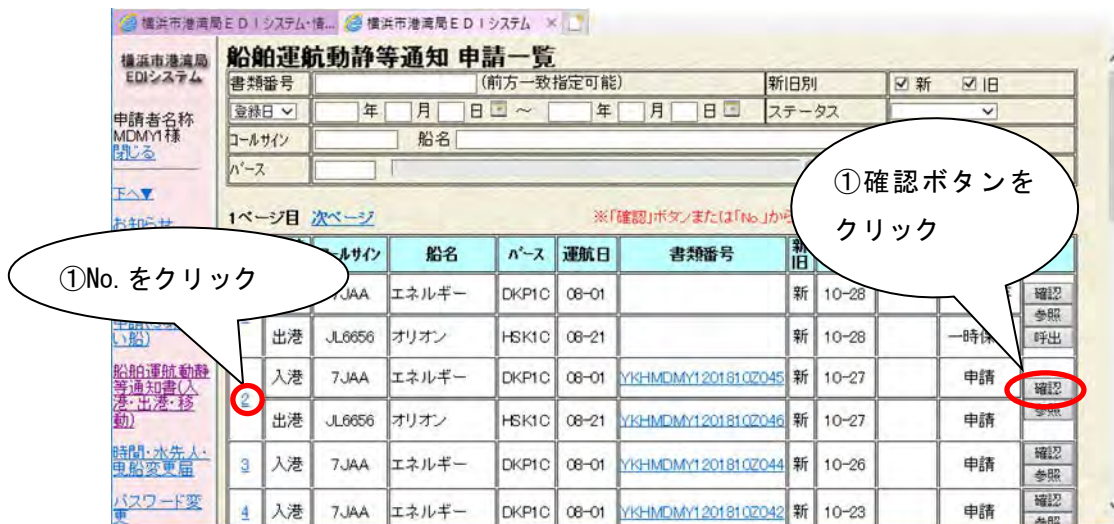 横浜市港湾局EDIシステム・情... 横浜市港湾局EDIシステム ×
横浜市港湾局
EDIシステム
申請者名称
MDMY1様
閉じる
下へ▼
お知らせ
い船)
船舶運航動静
等通知書(入
港・出港・移
動)
時間・水先人・
曳船変更届
パスワード変
更
船舶運航動静等通知 申請一覧
書類番号 (前方一致指定可能) 新旧別 新 旧
登録日 年 月 日 ～ 年 月 日 ステータス
コールサイン 船名
バース
1ページ目 次ページ ※「確認」ボタンまたは「No.」か
ールサイン 船名 バース 運航日 書類番号 新旧
7JAA エネルギー DKP1C 08-01 新 10-28 確認
参照
出港 JL6656 オリオン HSK1C 08-21 新 10-28 一時保 呼出
2 入港 7JAA エネルギー DKP1C 08-01 YKHMDMY1201810Z045 新 10-27 申請 確認
出港 JL6656 オリオン HSK1C 08-21 YKHMDMY1201810Z046 新 10-27 申請 参照
3 入港 7JAA エネルギー DKP1C 08-01 YKHMDMY1201810Z044 新 10-26 申請 確認
参照
4 入港 7JAA エネルギー DKP1C 08-01 YKHMDMY1201810Z042 新 10-23 申請 確認
参照
①No.をクリック
①確認ボタンを
クリック